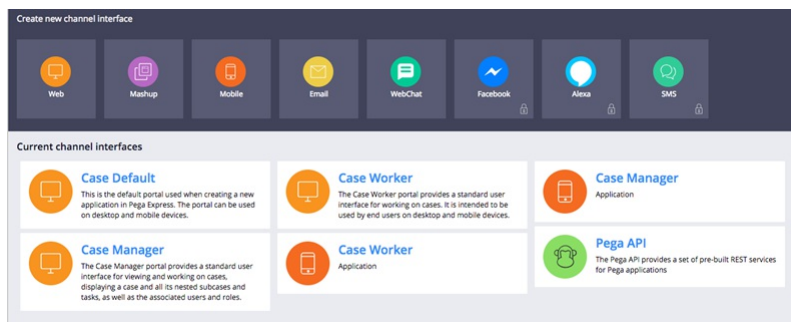 Create new channel interface
Web
Mashup
Mobile
Email
WebChat
Facebook
Alexa
SMS
Current channel interfaces
Case Default
This is the default portal used when creating a new
application in Pega Express. The portal can be used
on desktop and mobile devices.
Case Worker
The Case Worker portal provides a standard user
interface for working on cases. It is intended to be
used by end users on desktop and mobile devices.
Case Manager
Application
Case Manager
The Case Manager portal provides a standard user
interface for viewing and working on cases,
displaying a case and all its nested subcases and
tasks, as well as the associated users and roles.
Case Worker
Application
Pega API
The Pega API provides a set of pre-built REST services
for Pega applications